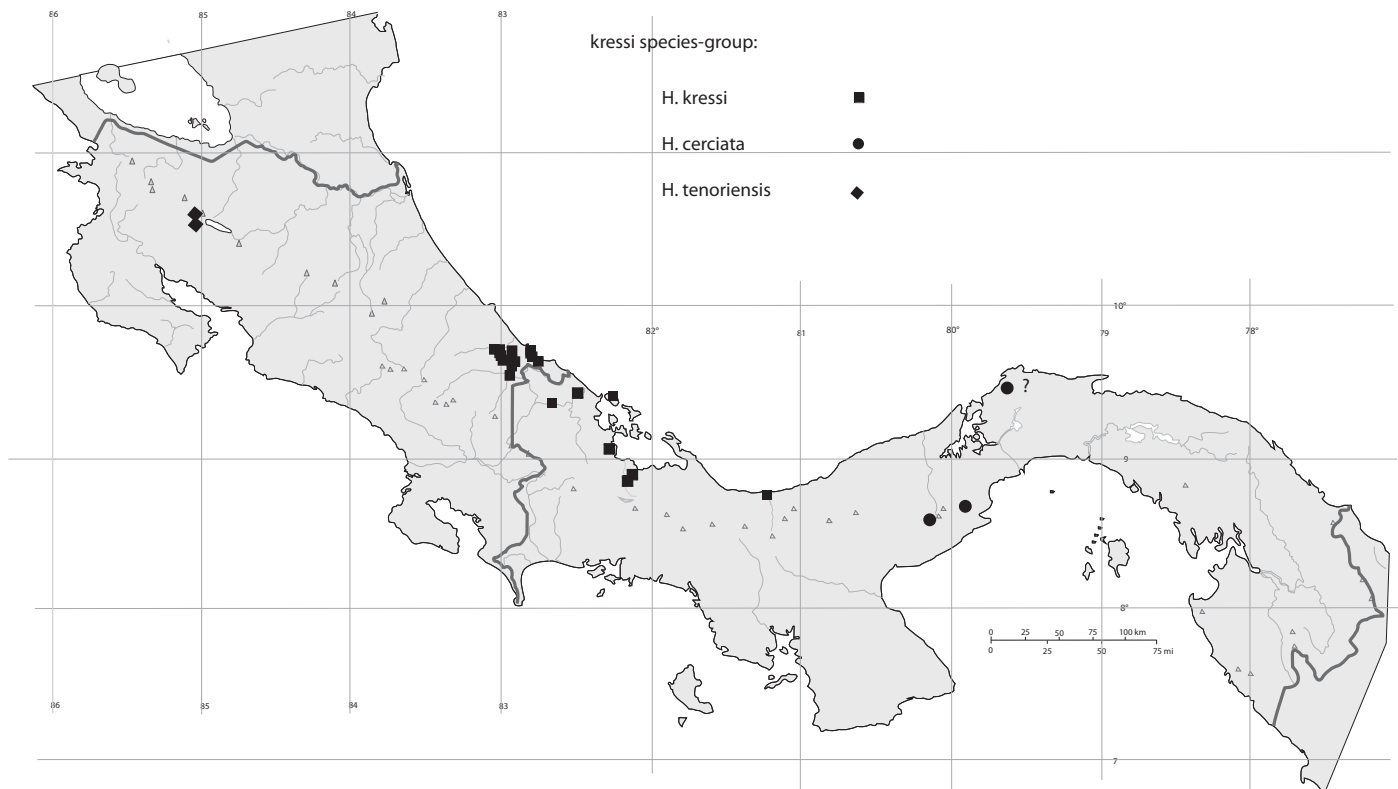 86 85 84 83
kressi species-group:
H. kressi
H. cerciata
H. tenoriensis
10°
82° 81 80° 79 78°
?
9
8°
0 25 50 75 100 km
0 25 50 75 mi
86 85 84 83
7